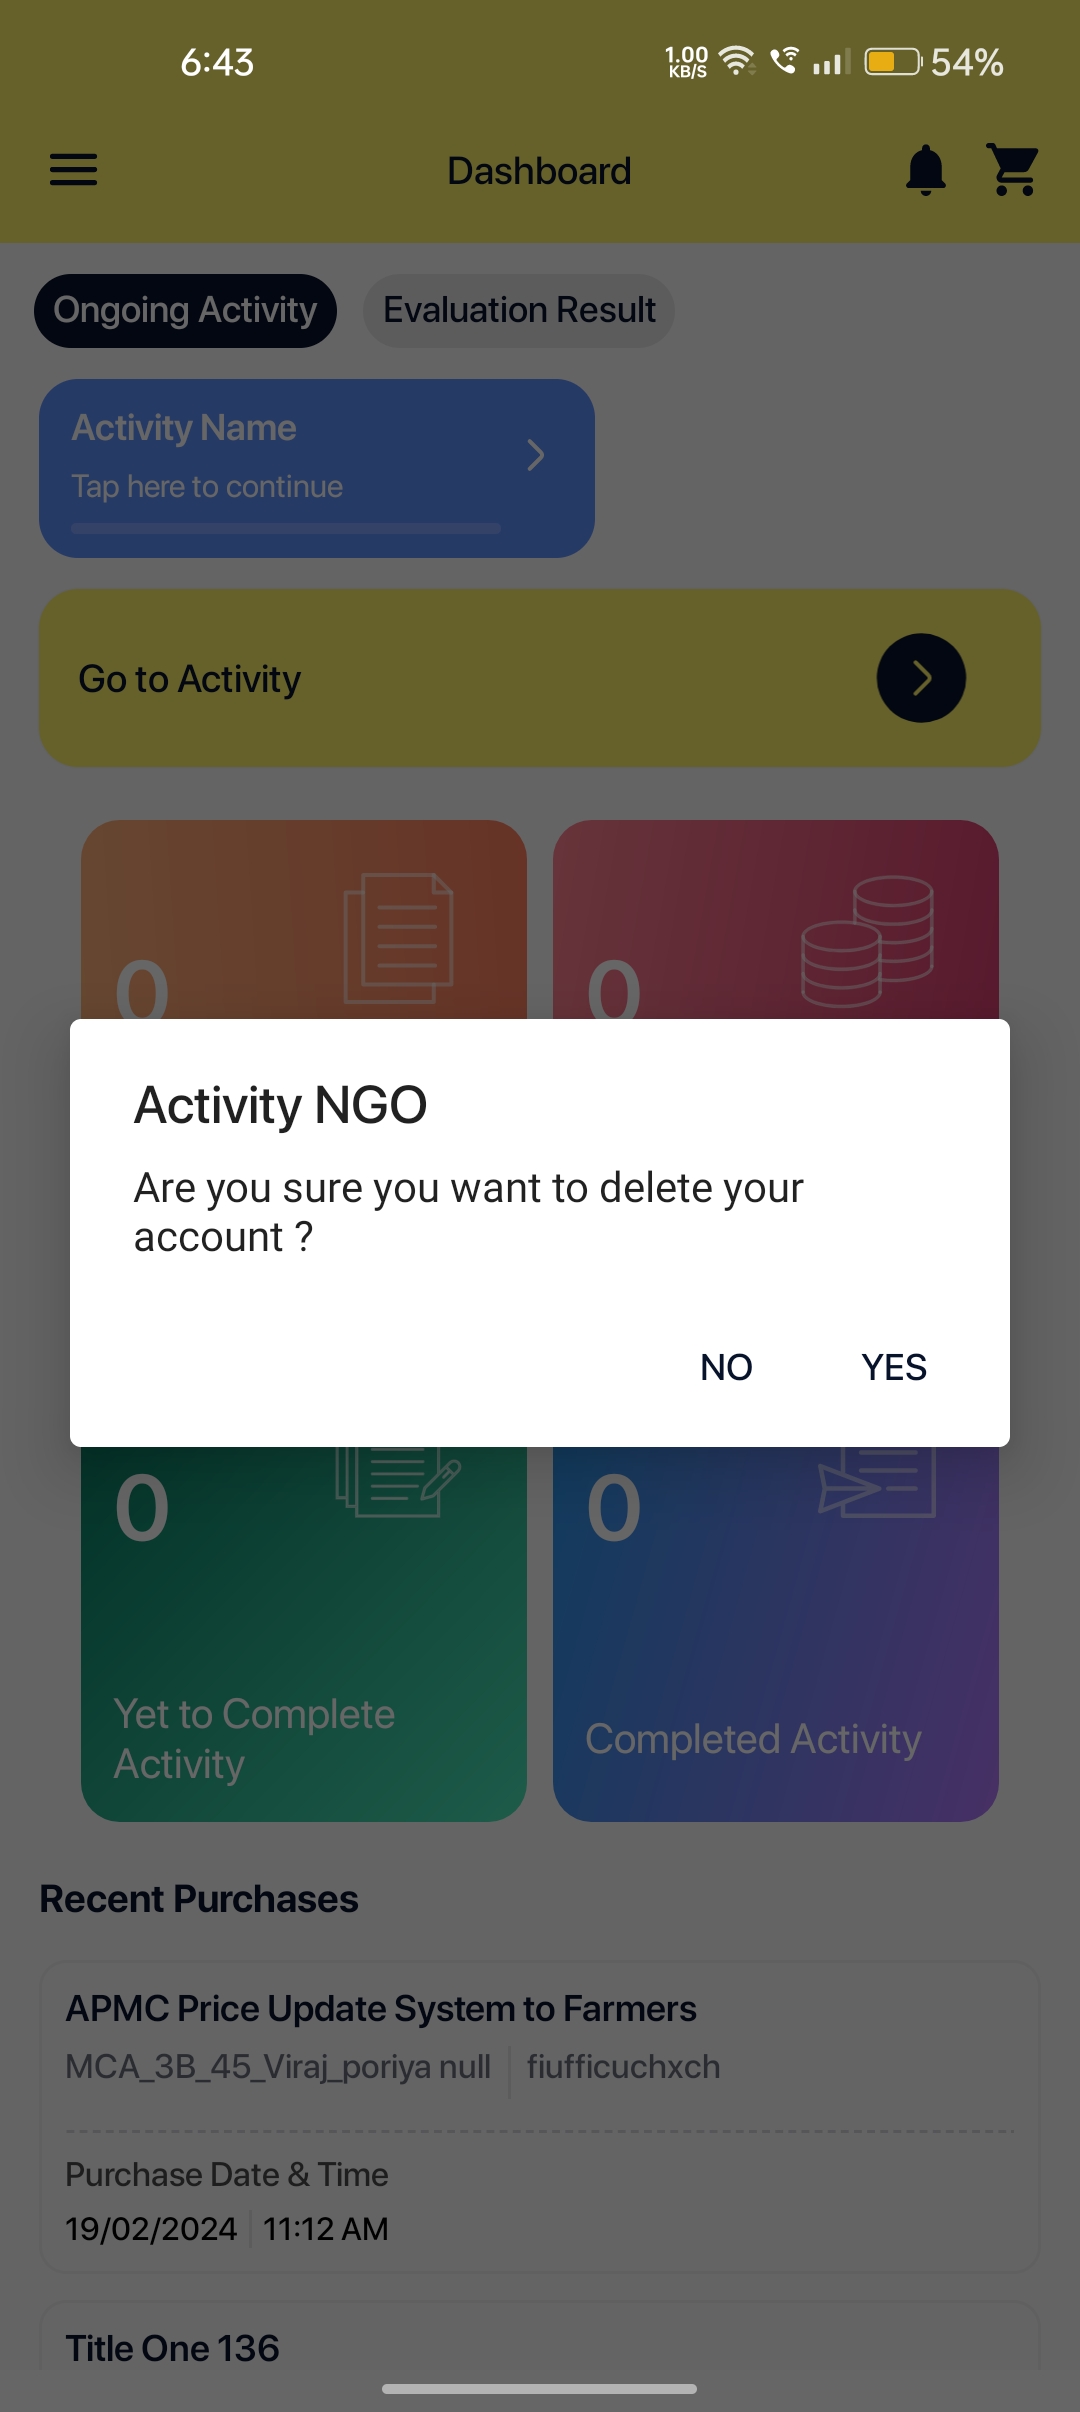 6:43
1.00
KB/S
54%
Dashboard
Ongoing Activity
Evaluation Result
Activity Name
Tap here to continue
Go to Activity
0
0
Activity NGO
Are you sure you want to delete your
account ?
NO
YES
0
0
Yet to Complete
Activity
Completed Activity
Recent Purchases
APMC Price Update System to Farmers
MCA_3B_45_Viraj_poriya null
fiufficuchxch
Purchase Date & Time
19/02/2024
11:12 AM
Title One 136